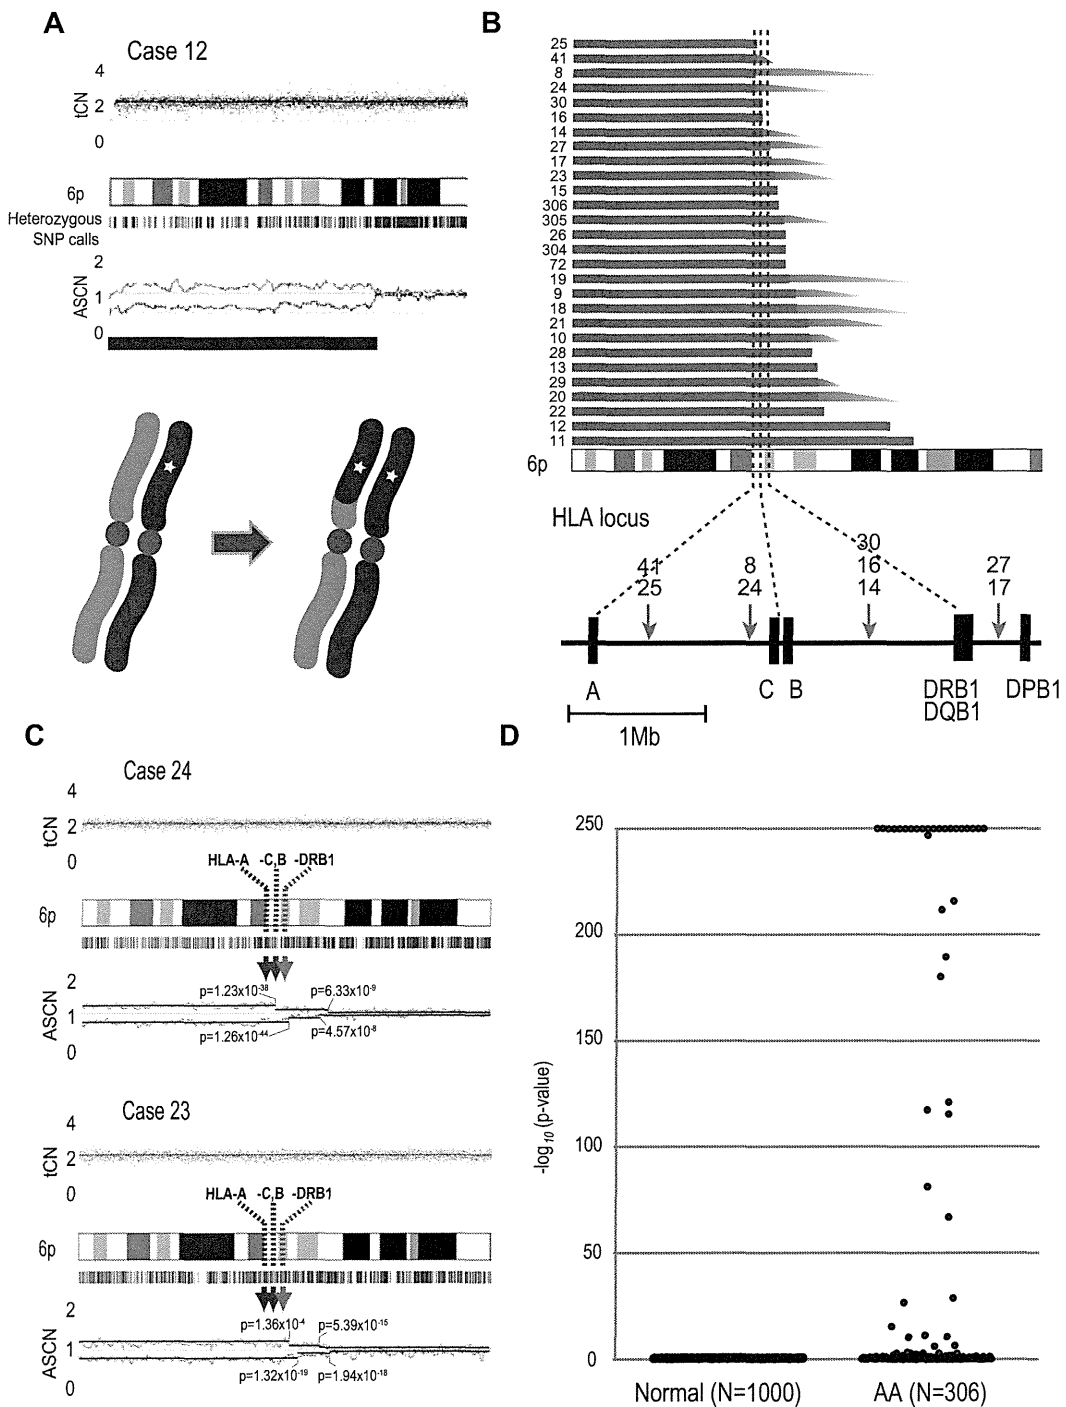 A
Case 12
4
2
0
tCN
6p
Heterozygous
SNP calls
2
1
0
ASCN
B
25
41
8
24
30
16
14
27
17
23
15
306
305
26
304
72
19
9
18
21
10
28
13
29
20
22
12
11
6p
HLA locus
41
25
8
24
30
16
14
27
17
A
C
B
DRB1
DQB1
DPB1
1Mb
C
Case 24
4
2
0
tCN
HLA-A -C,B -DRB1
6p
2
1
0
ASCN
p=1.23x10-38
p=6.33x10-9
p=1.26x10-44
p=4.57x10-8
Case 23
4
2
0
tCN
HLA-A -C,B -DRB1
6p
2
1
0
ASCN
p=1.36x10-4
p=5.39x10-15
p=1.32x10-19
p=1.94x10-18
D
250
200
150
100
50
0
-log10 (p-value)
Normal (N=1000)
AA (N=306)